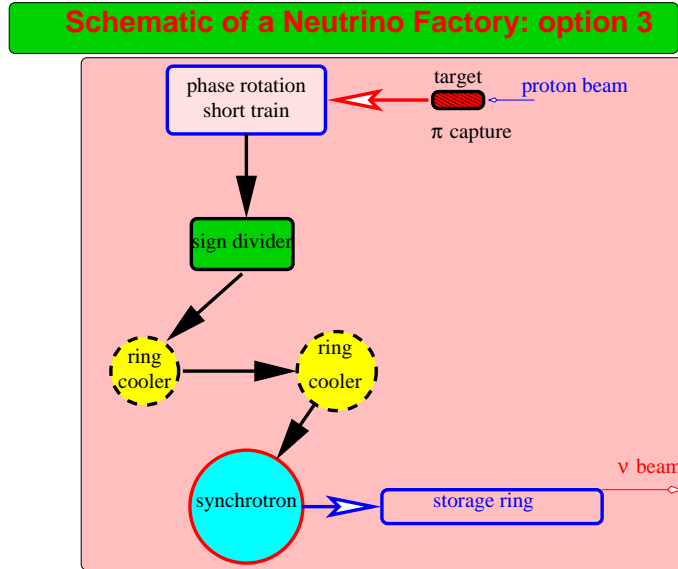 Schematic of a Neutrino Factory: option 3
phase rotation
short train
target
proton beam
π capture
sign divider
ring
cooler
ring
cooler
synchrotron
storage ring
ν beam